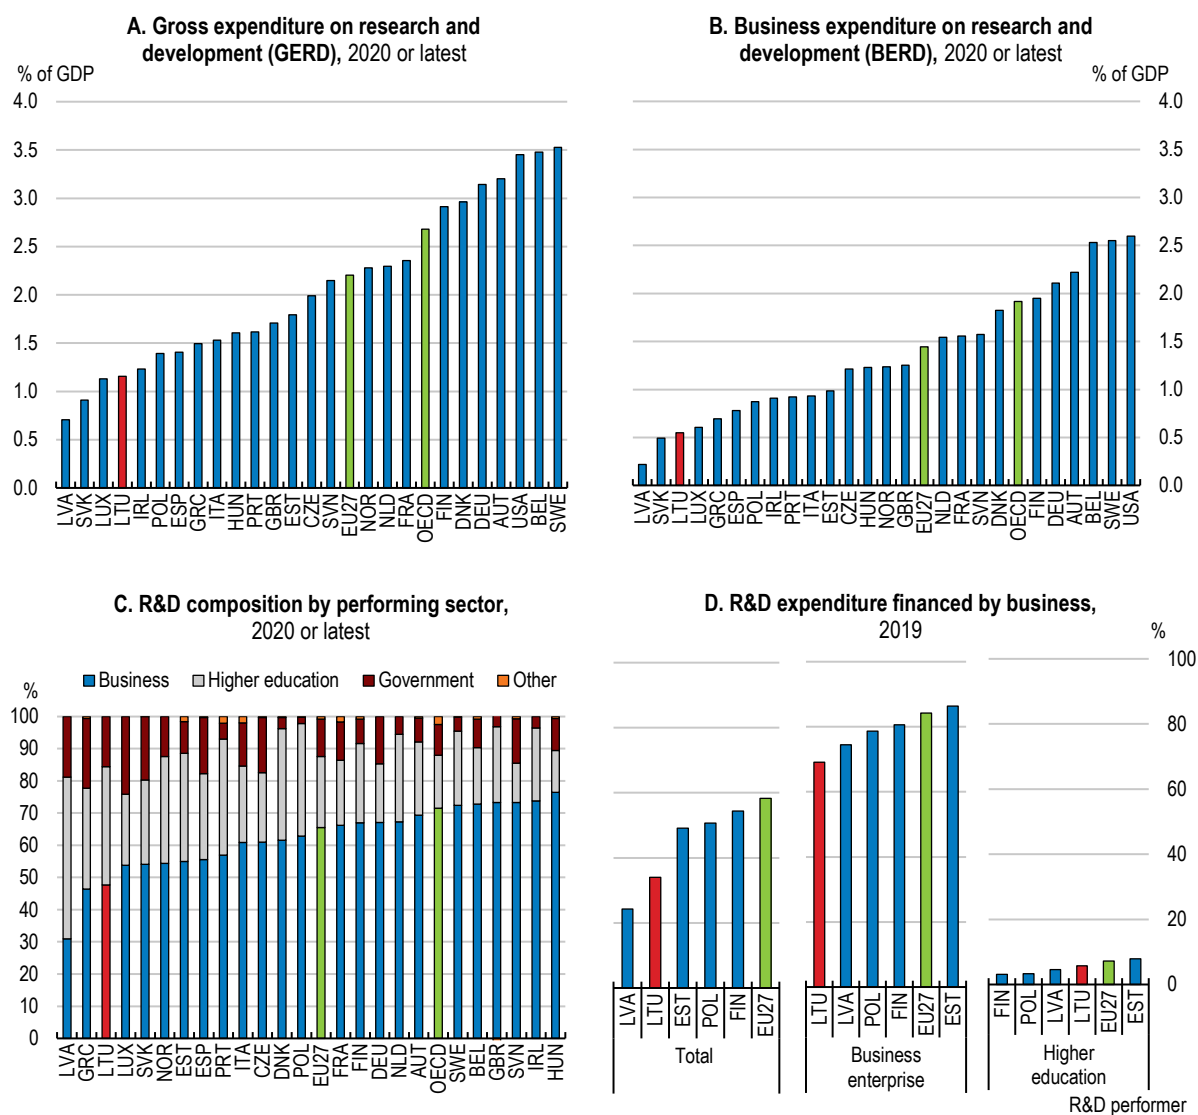 A. Gross expenditure on research and
development (GERD), 2020 or latest
% of GDP
4.0
3.5
3.0
2.5
2.0
1.5
1.0
0.5
0.0
LVA
SVK
LUX
LTU
IRL
POL
ESP
GRC
ITA
HUN
PRT
GBR
EST
CZE
SVN
EU27
NOR
NLD
FRA
OECD
FIN
DNK
DEU
AUT
USA
BEL
SWE
B. Business expenditure on research and
development (BERD), 2020 or latest
% of GDP
4.0
3.5
3.0
2.5
2.0
1.5
1.0
0.5
0.0
LVA
SVK
LTU
LUX
GRC
ESP
POL
IRL
PRT
ITA
EST
CZE
HUN
NOR
GBR
EU27
NLD
FRA
SVN
DNK
OECD
FIN
DEU
AUT
BEL
SWE
USA
C. R&D composition by performing sector,
2020 or latest
Business
Higher education
Government
Other
%
100
90
80
70
60
50
40
30
20
10
0
LVA
GRC
LTU
LUX
SVK
NOR
EST
ESP
PRT
ITA
CZE
DNK
POL
EU27
FRA
FIN
DEU
NLD
AUT
OECD
SWE
BEL
GBR
SVN
IRL
HUN
D. R&D expenditure financed by business,
2019
%
100
80
60
40
20
0
LVA
LTU
EST
POL
FIN
EU27
Total
LTU
LVA
POL
FIN
EU27
EST
Business
enterprise
FIN
POL
LVA
LTU
EU27
EST
Higher
education
R&D performer